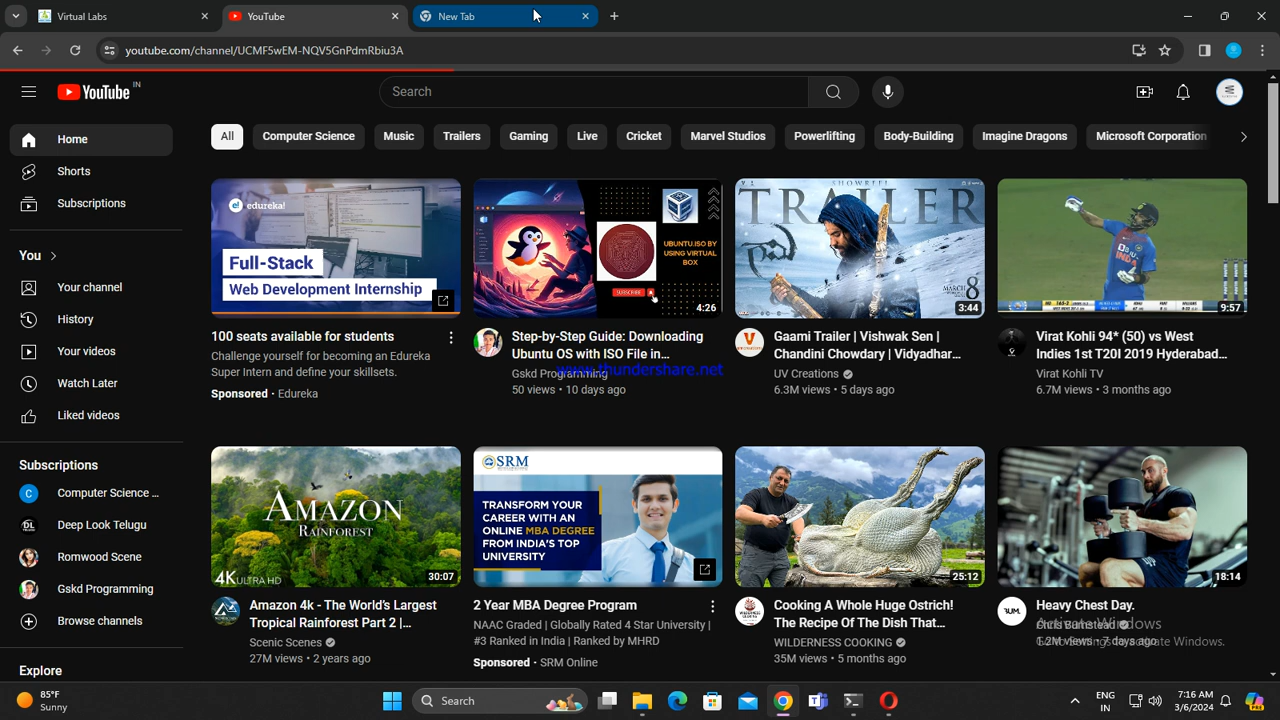 Virtual Labs
YouTube
New Tab
youtube.com/channel/UCMF5wEM-NQV5GnPdmRbiu3A
YouTube IN
Search
All
Computer Science
Music
Trailers
Gaming
Live
Cricket
Marvel Studios
Powerlifting
Body-Building
Imagine Dragons
Microsoft Corporation
Home
Shorts
Subscriptions
You
Your channel
History
Your videos
Watch Later
Liked videos
Subscriptions
Computer Science ...
Deep Look Telugu
Romwood Scene
Gskd Programming
Browse channels
Explore
e! edureka!
Full-Stack
Web Development Internship
100 seats available for students
Challenge yourself for becoming an Edureka
Super Intern and define your skillsets.
Sponsored · Edureka
UBUNTU.ISO BY
USING VIRTUAL
BOX
SUBSCRIBE
4:26
Step-by-Step Guide: Downloading
Ubuntu OS with ISO File in...
Gskd Programming
50 views · 10 days ago
www.thundershare.net
SHOWREEL
TRAILER
MARCH
8
3:44
Gaami Trailer | Vishwak Sen |
Chandini Chowdary | Vidyadhar...
UV Creations
6.3M views · 5 days ago
9:57
Virat Kohli 94* (50) vs West
Indies 1st T20I 2019 Hyderabad...
Virat Kohli TV
6.7M views · 3 months ago
AMAZON
RAINFOREST
4K ULTRA HD
30:07
Amazon 4k - The World's Largest
Tropical Rainforest Part 2 |...
Scenic Scenes
27M views · 2 years ago
SRM
TRANSFORM YOUR
CAREER WITH AN
ONLINE MBA DEGREE
FROM INDIA'S TOP
UNIVERSITY
2 Year MBA Degree Program
NAAC Graded | Globally Rated 4 Star University |
#3 Ranked in India | Ranked by MHRD
Sponsored · SRM Online
25:12
Cooking A Whole Huge Ostrich!
The Recipe Of The Dish That...
WILDERNESS COOKING
35M views · 5 months ago
18:14
Heavy Chest Day.
Chris Bumstead
1.2M views · 7 days ago
Activate Windows
Go to Settings to activate Windows.
85°F
Sunny
Search
ENG
IN
7:16 AM
3/6/2024